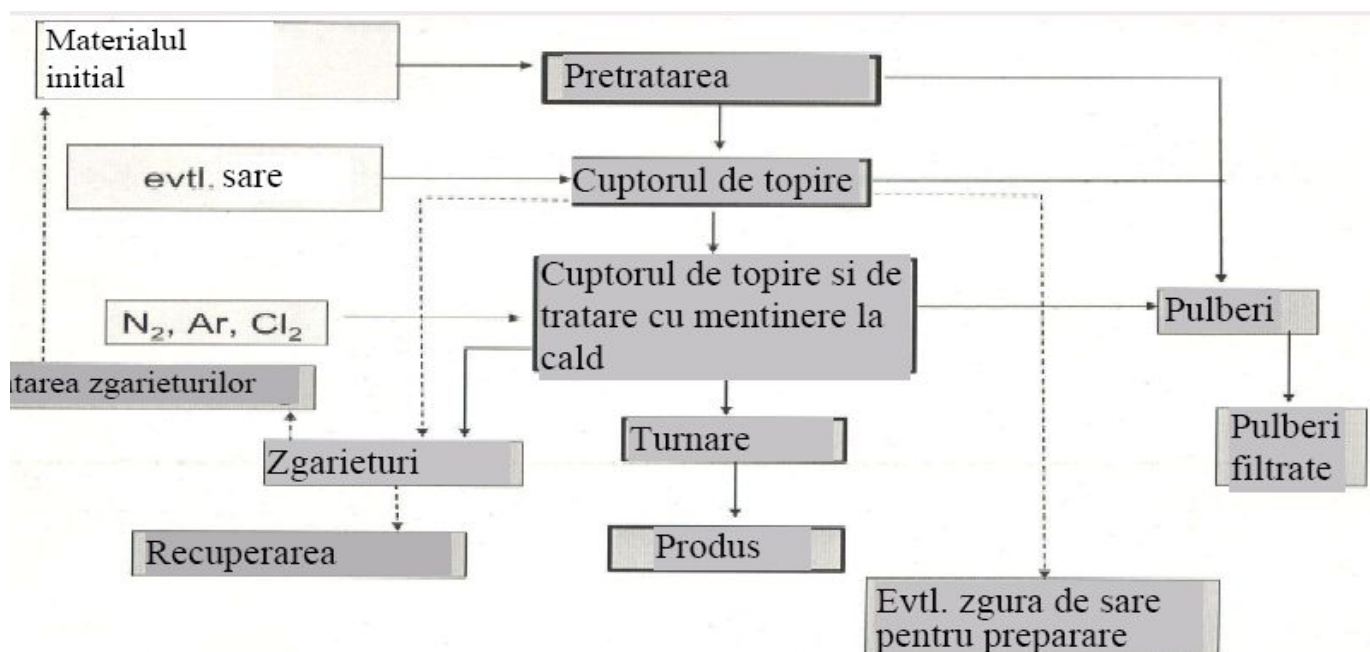 Materialul
initial
Pretratarea
evtl. sare
Cuptorul de topire
Cuptorul de topire si de
tratare cu mentinere la
cald
N₂, Ar, Cl₂
Pulberi
zgarieturilor
Turnare
Zgarieturi
Pulberi
filtrate
Recuperarea
Produs
Evtl. zgura de sare
pentru preparare